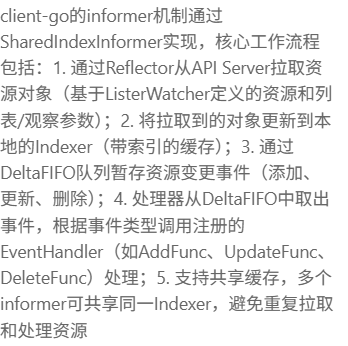 client-go的informer机制通过
SharedIndexInformer实现，核心工作流程
包括：1. 通过Reflector从API Server拉取资
源对象（基于ListerWatcher定义的资源和列
表/观察参数）；2. 将拉取到的对象更新到本
地的Indexer（带索引的缓存）；3. 通过
DeltaFIFO队列暂存资源变更事件（添加、
更新、删除）；4. 处理器从DeltaFIFO中取出
事件，根据事件类型调用注册的
EventHandler（如AddFunc、UpdateFunc、
DeleteFunc）处理；5. 支持共享缓存，多个
informer可共享同一Indexer，避免重复拉取
和处理资源